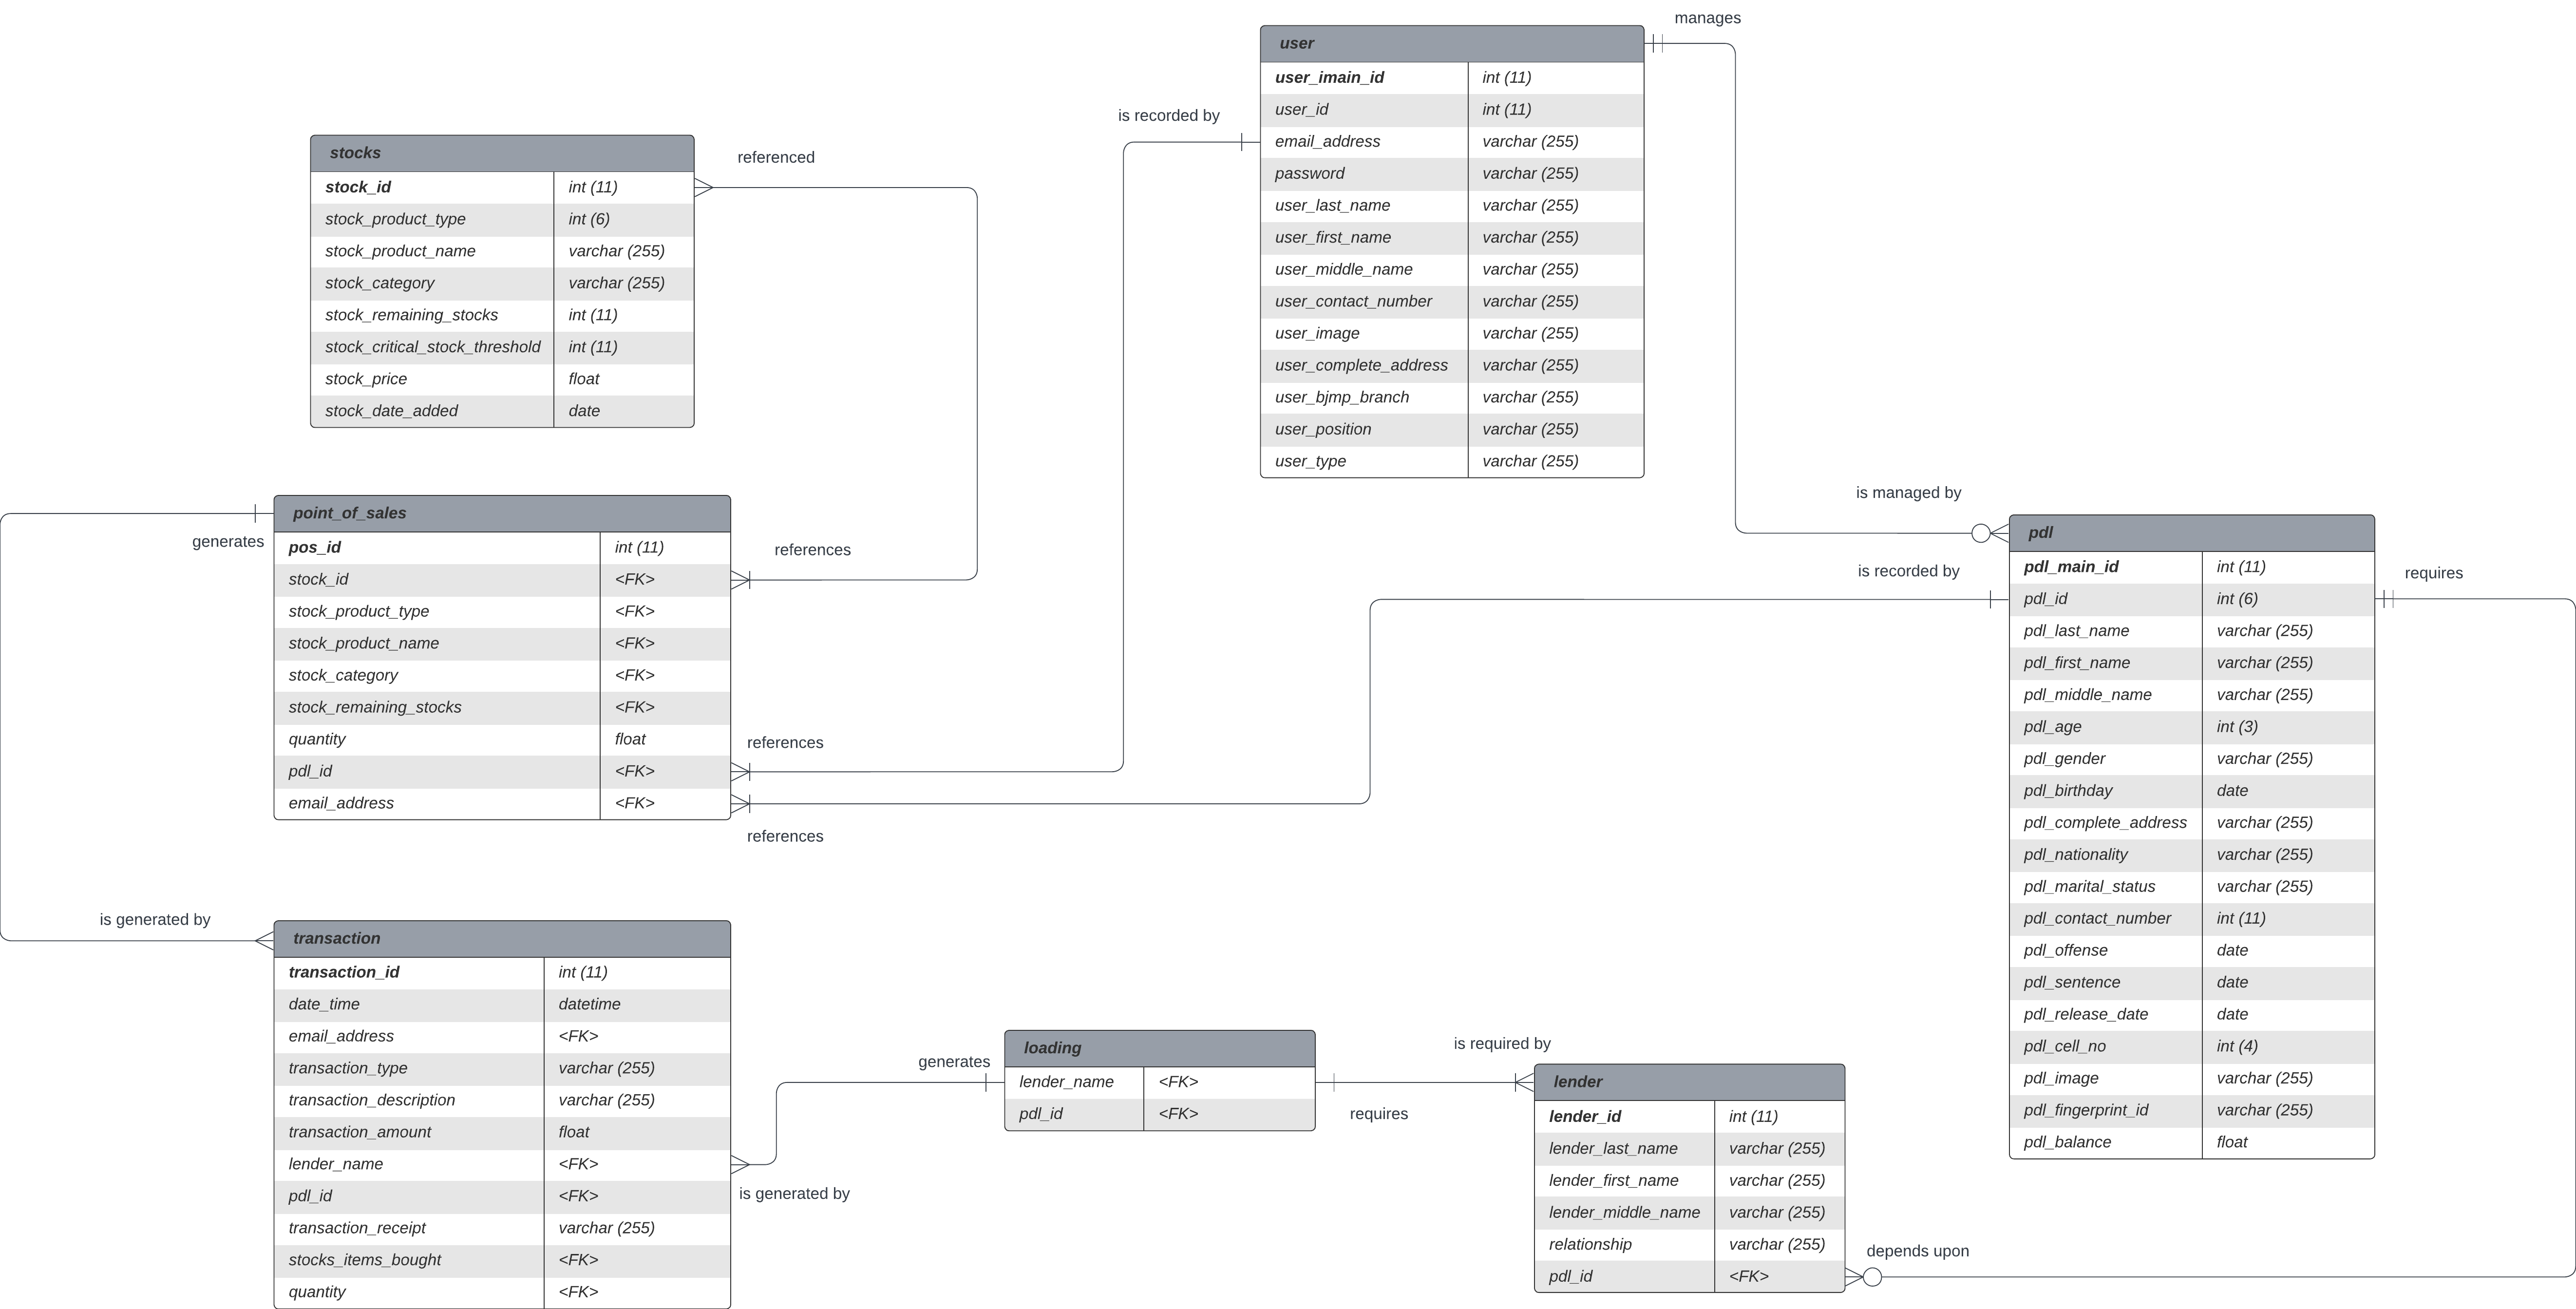 manages
user
user_imain_id int (11)
user_id int (11)
email_address varchar (255)
password varchar (255)
user_last_name varchar (255)
user_first_name varchar (255)
user_middle_name varchar (255)
user_contact_number varchar (255)
user_image varchar (255)
user_complete_address varchar (255)
user_bjmp_branch varchar (255)
user_position varchar (255)
user_type varchar (255)
is recorded by
referenced
stocks
stock_id int (11)
stock_product_type int (6)
stock_product_name varchar (255)
stock_category varchar (255)
stock_remaining_stocks int (11)
stock_critical_stock_threshold int (11)
stock_price float
stock_date_added date
generates
point_of_sales
pos_id int (11)
stock_id <FK>
stock_product_type <FK>
stock_product_name <FK>
stock_category <FK>
stock_remaining_stocks <FK>
quantity float
pdl_id <FK>
email_address <FK>
references
references
references
is managed by
is recorded by
requires
pdl
pdl_main_id int (11)
pdl_id int (6)
pdl_last_name varchar (255)
pdl_first_name varchar (255)
pdl_middle_name varchar (255)
pdl_age int (3)
pdl_gender varchar (255)
pdl_birthday date
pdl_complete_address varchar (255)
pdl_nationality varchar (255)
pdl_marital_status varchar (255)
pdl_contact_number int (11)
pdl_offense date
pdl_sentence date
pdl_release_date date
pdl_cell_no int (4)
pdl_image varchar (255)
pdl_fingerprint_id varchar (255)
pdl_balance float
is generated by
transaction
transaction_id int (11)
date_time datetime
email_address <FK>
transaction_type varchar (255)
transaction_description varchar (255)
transaction_amount float
lender_name <FK>
pdl_id <FK>
transaction_receipt varchar (255)
stocks_items_bought <FK>
quantity <FK>
generates
is generated by
loading
lender_name <FK>
pdl_id <FK>
is required by
requires
lender
lender_id int (11)
lender_last_name varchar (255)
lender_first_name varchar (255)
lender_middle_name varchar (255)
relationship varchar (255)
pdl_id <FK>
depends upon